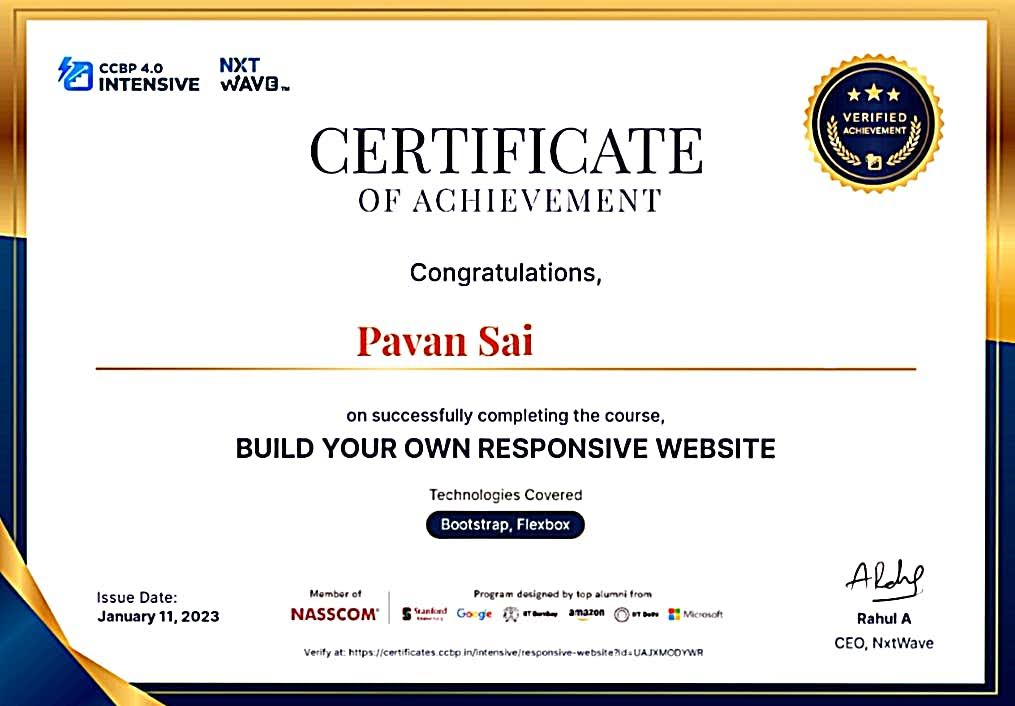 CCBP 4.0
INTENSIVE
NXT
WAVE™
VERIFIED
ACHIEVEMENT
CERTIFICATE
OF ACHIEVEMENT
Congratulations,
Pavan Sai
on successfully completing the course,
BUILD YOUR OWN RESPONSIVE WEBSITE
Technologies Covered
Bootstrap, Flexbox
Issue Date:
January 11, 2023
Member of
NASSCOM®
Program designed by top alumni from
Stanford
Google IIT Bombay amazon IIT Delhi Microsoft
Rahul A
CEO, NxtWave
Verify at: https://certificates.ccbp.in/intensive/responsive-website?id=UAJXMODYWR